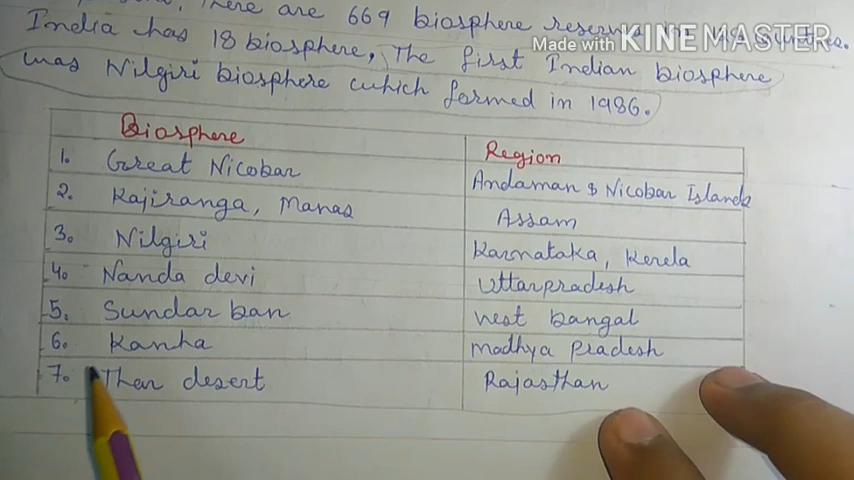 There are 669 biosphere reserves in
India has 18 biosphere, The first Indian biosphere
was Nilgiri biosphere which formed in 1986.
Made with KINEMASTER
Biosphere Region
1. Great Nicobar Andaman & Nicobar Islands
2. Kajiranga, Manas Assam
3. Nilgiri Karnataka, Kerela
4. Nanda devi Uttarpradesh
5. Sundar ban West bangal
6. Kanha Madhya Pradesh
7. Thar desert Rajasthan